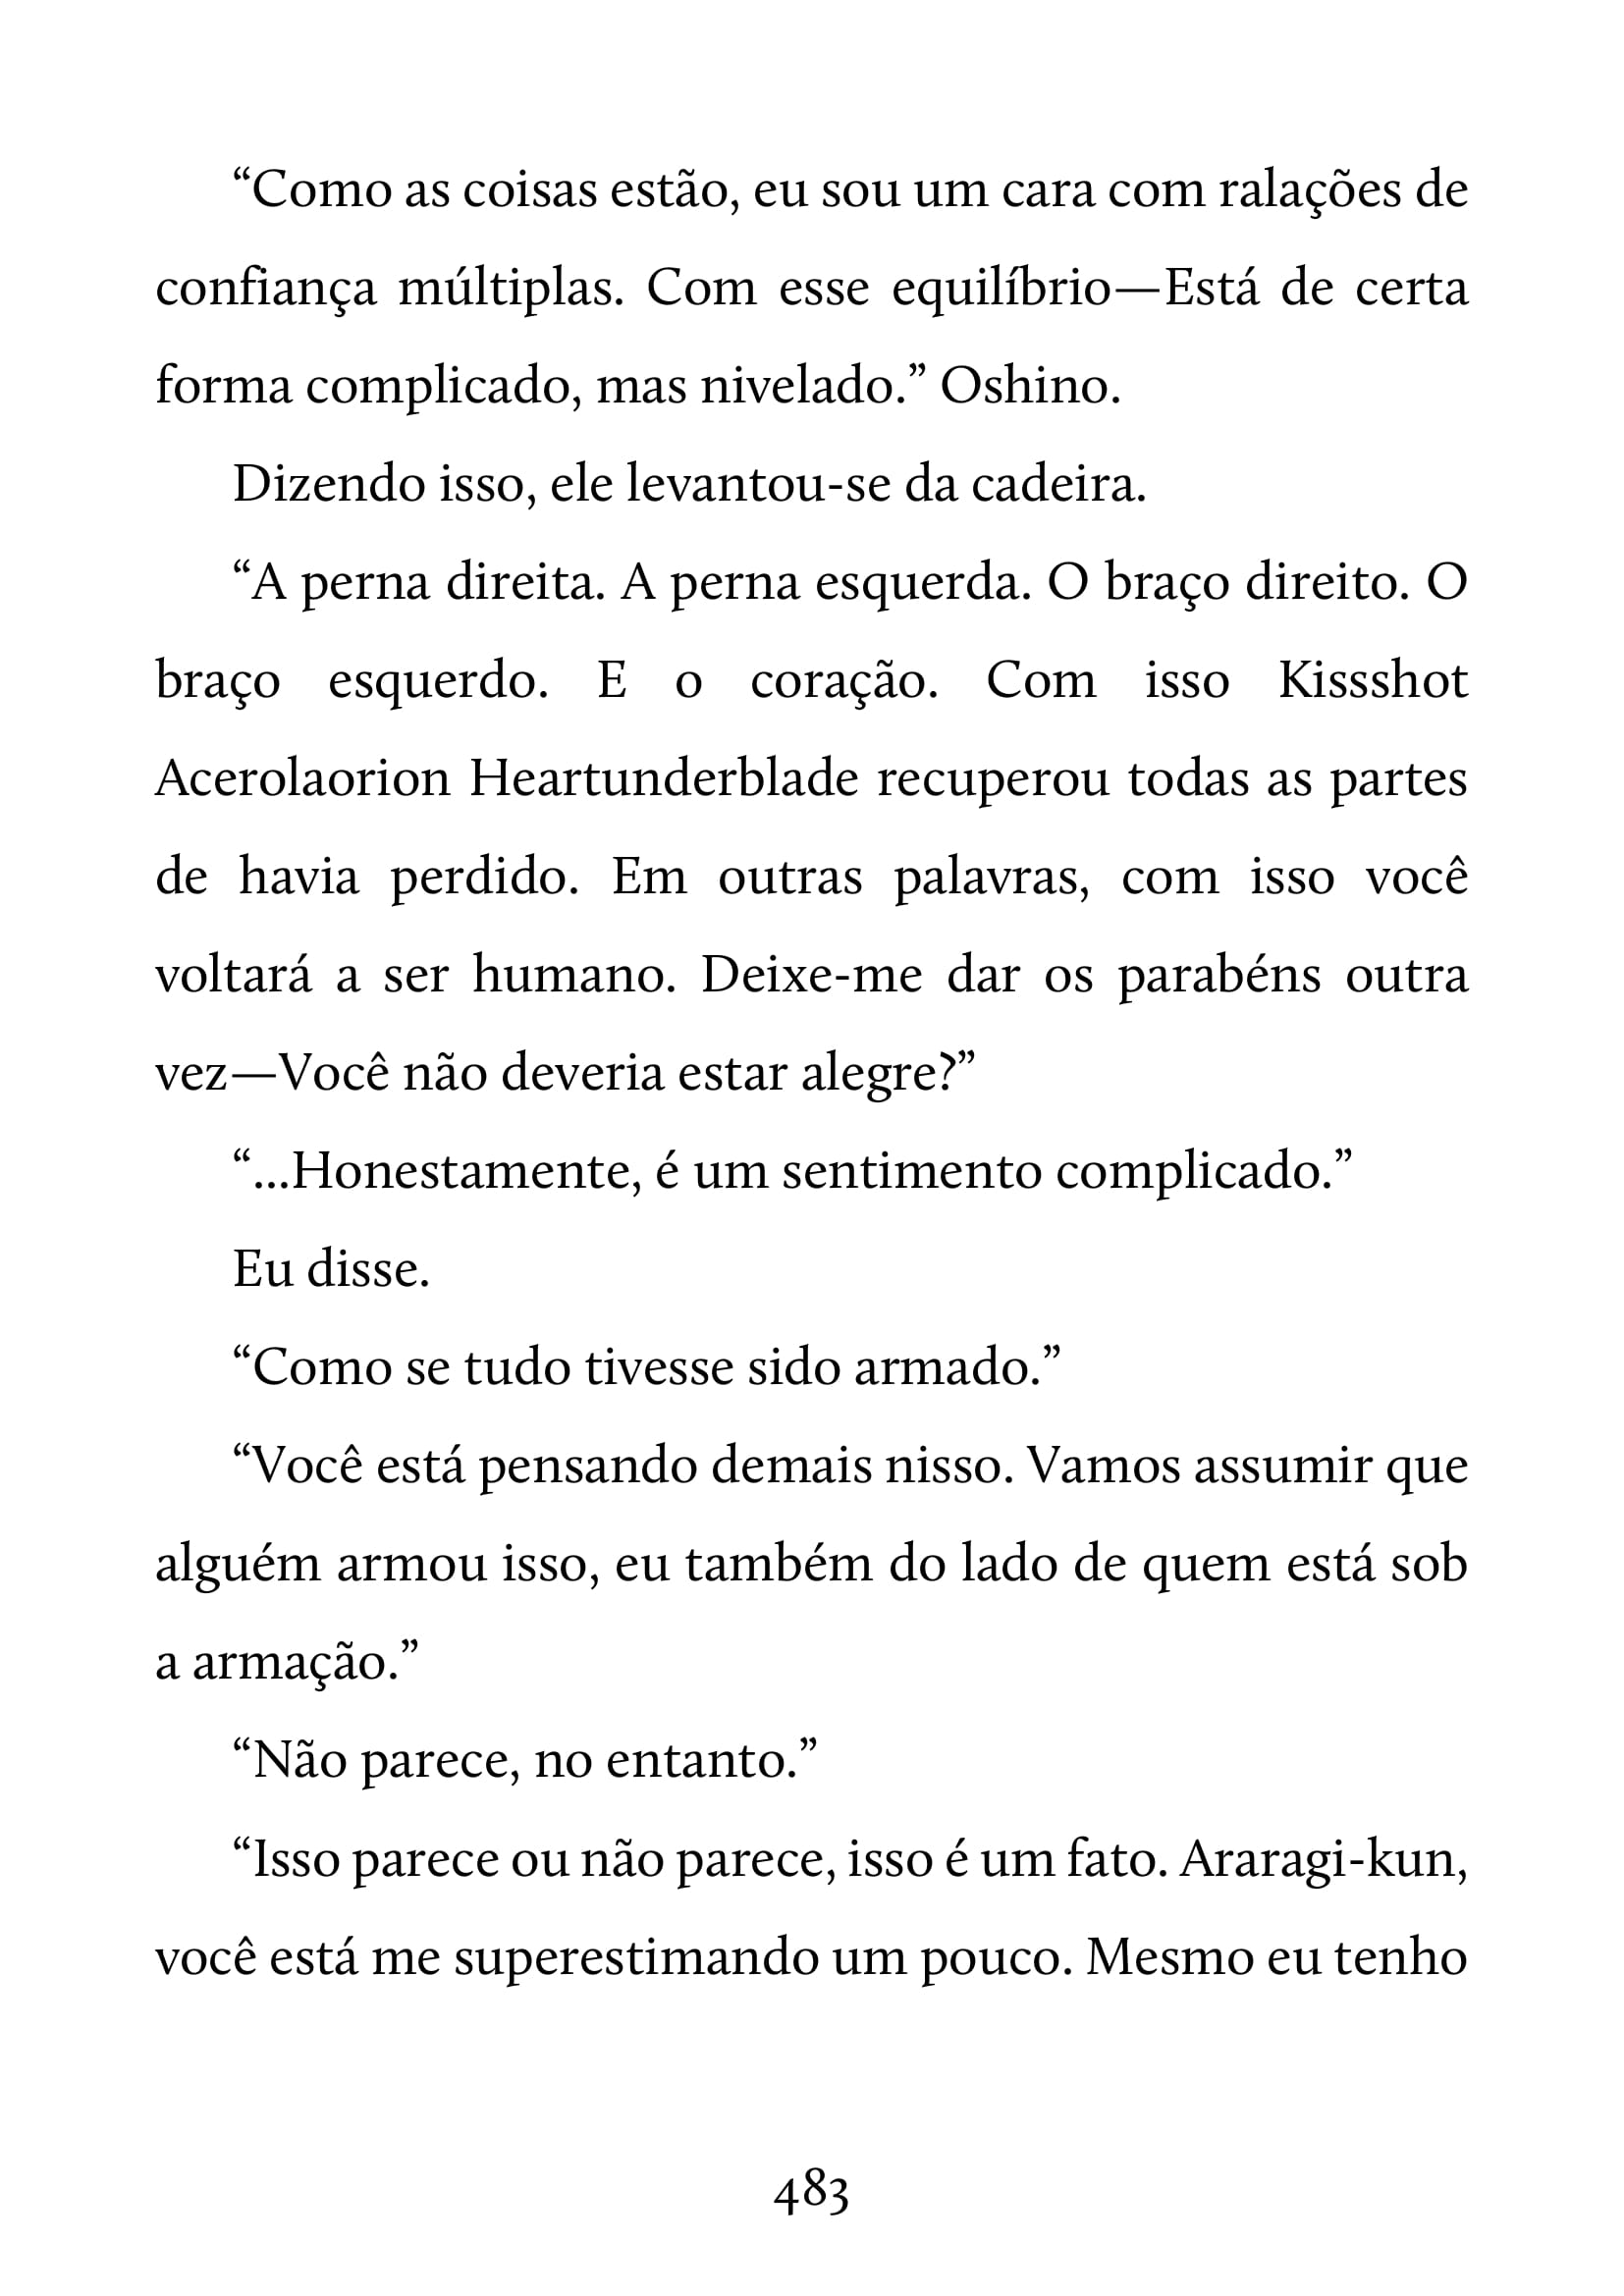 “Como as coisas estão, eu sou um cara com ralações de
confiança múltiplas. Com esse equilíbrio—Está de certa
forma complicado, mas nivelado.” Oshino.
Dizendo isso, ele levantou-se da cadeira.
“A perna direita. A perna esquerda. O braço direito. O
braço esquerdo. E o coração. Com isso Kissshot
Acerolaorion Heartunderblade recuperou todas as partes
de havia perdido. Em outras palavras, com isso você
voltará a ser humano. Deixe-me dar os parabéns outra
vez—Você não deveria estar alegre?”
“...Honestamente, é um sentimento complicado.”
Eu disse.
“Como se tudo tivesse sido armado.”
“Você está pensando demais nisso. Vamos assumir que
alguém armou isso, eu também do lado de quem está sob
a armação.”
“Não parece, no entanto.”
“Isso parece ou não parece, isso é um fato. Araragi-kun,
você está me superestimando um pouco. Mesmo eu tenho
483